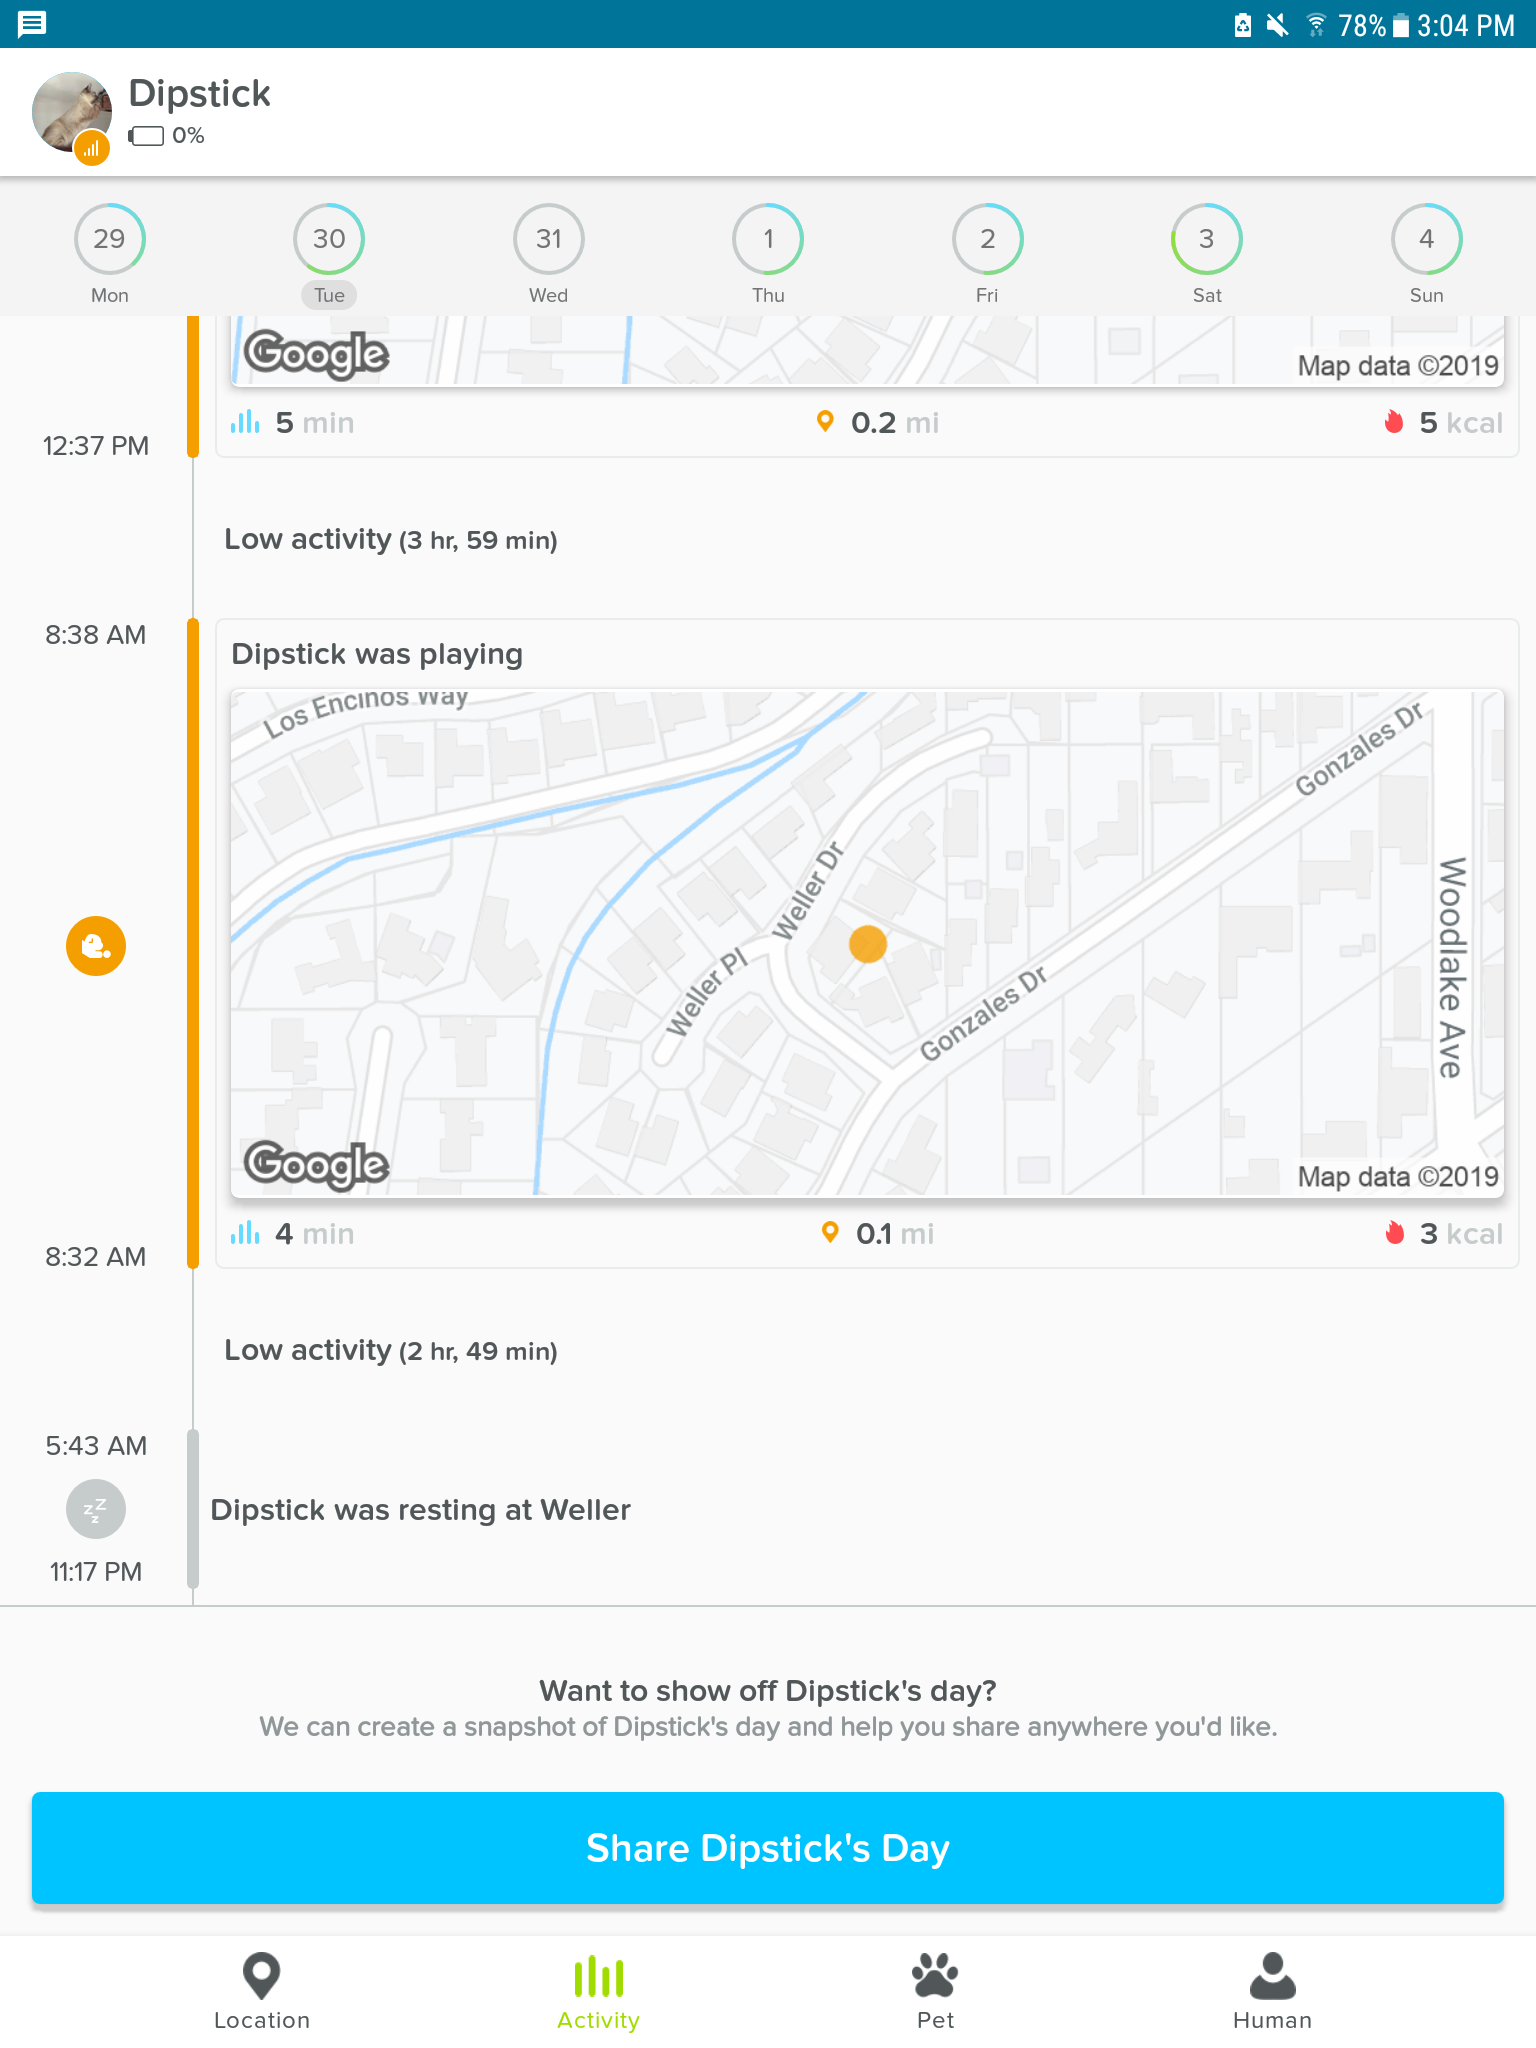 78% 3:04 PM
Dipstick
0%
29 30 31 1 2 3 4
Mon Tue Wed Thu Fri Sat Sun
Google
Map data ©2019
5 min 0.2 mi 5 kcal
12:37 PM
Low activity (3 hr, 59 min)
8:38 AM
Dipstick was playing
Los Encinos Way
Gonzales Dr
Weller Dr
Woodlake Ave
Weller Pl
Gonzales Dr
Google
Map data ©2019
4 min 0.1 mi 3 kcal
8:32 AM
Low activity (2 hr, 49 min)
5:43 AM
zzz
Dipstick was resting at Weller
11:17 PM
Want to show off Dipstick's day?
We can create a snapshot of Dipstick's day and help you share anywhere you'd like.
Share Dipstick's Day
Location Activity Pet Human